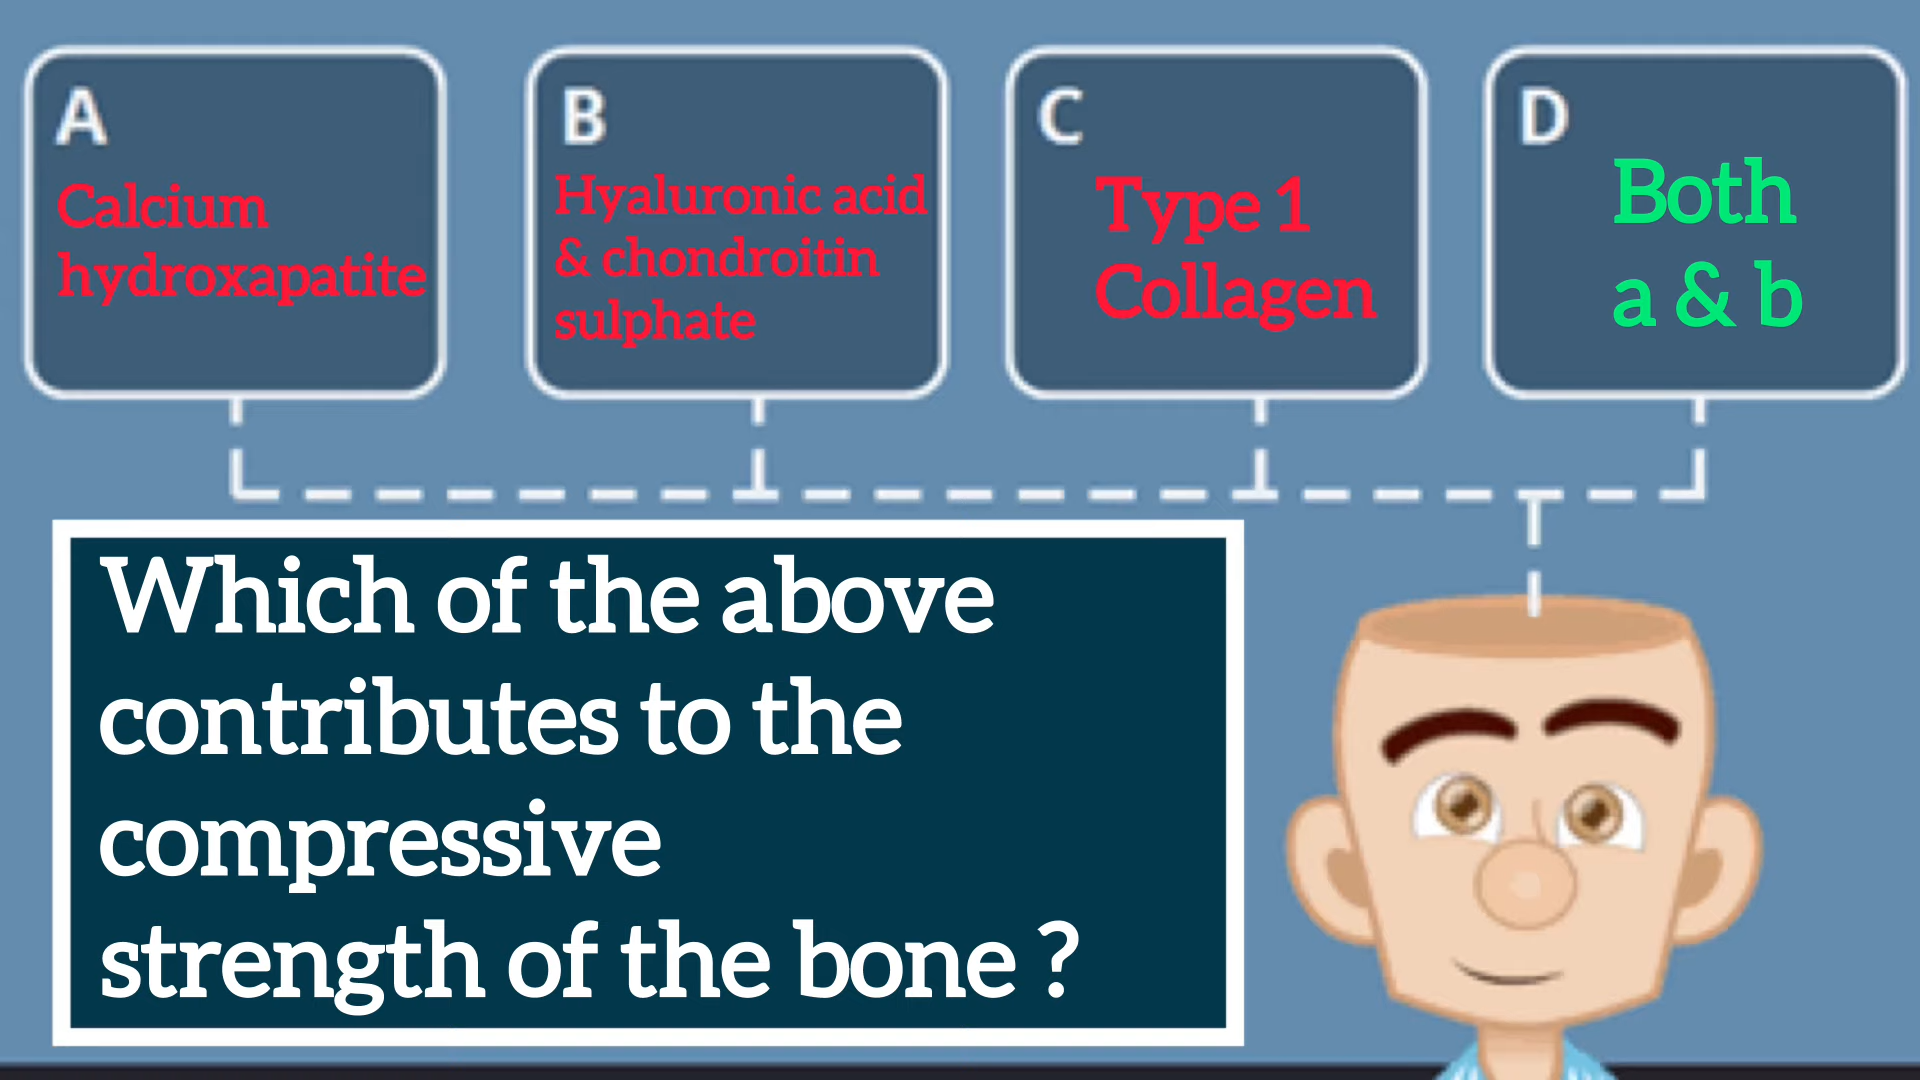 A
Calcium
hydroxapatite
B
Hyaluronic acid
& chondroitin
sulphate
C
Type 1
Collagen
D
Both
a & b
Which of the above
contributes to the
compressive
strength of the bone ?